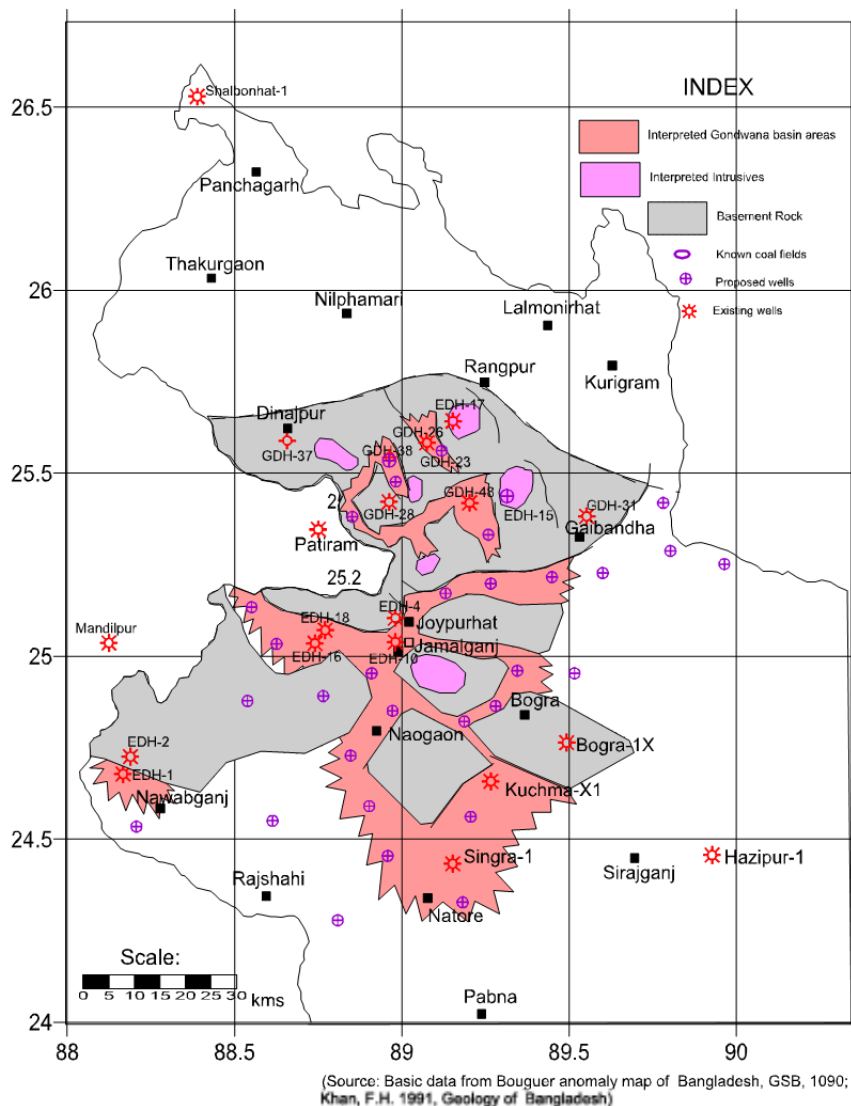 INDEX
Interpreted Gondwana basin areas
Interpreted Intrusives
Basement Rock
Known coal fields
Proposed wells
Existing wells
26.5
26
25.5
25
24.5
24
Shalbonhat-1
Panchagarh
Thakurgaon
Nilphamari
Lalmonirhat
Rangpur
Kurigram
Dinajpur
EDH-17
GDH-26
GDH-37
GDH-38
GDH-23
2
GDH-28
GDH-48
EDH-15
GDH-31
Gaibandha
Patiram
25.2
EDH-4
Mandilpur
EDH-18
Joypurhat
EDH-16
Jamalganj
EDH-10
Bogra
EDH-2
Naogaon
Bogra-1X
EDH-1
Nawabganj
Kuchma-X1
Singra-1
Sirajganj
Hazipur-1
Rajshahi
Natore
Scale:
0 5 10 15 20 25 30 kms
Pabna
88 88.5 89 89.5 90
(Source: Basic data from Bouguer anomaly map of Bangladesh, GSB, 1090;
Khan, F.H. 1991, Geology of Bangladesh)